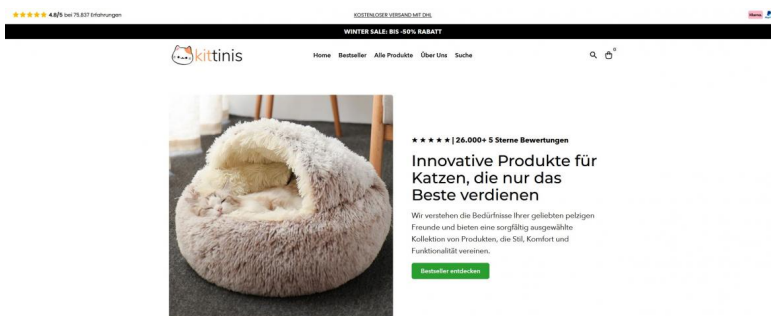 ★★★★★ 4.8/5 bei 75.837 Erfahrungen
KOSTENLOSER VERSAND MIT DHL
Klarna.
WINTER SALE: BIS -50% RABATT
kittinis
Home Bestseller Alle Produkte Über Uns Suche
0
★★★★★ | 26.000+ 5 Sterne Bewertungen
Innovative Produkte für
Katzen, die nur das
Beste verdienen
Wir verstehen die Bedürfnisse Ihrer geliebten pelzigen
Freunde und bieten eine sorgfältig ausgewählte
Kollektion von Produkten, die Stil, Komfort und
Funktionalität vereinen.
Bestseller entdecken